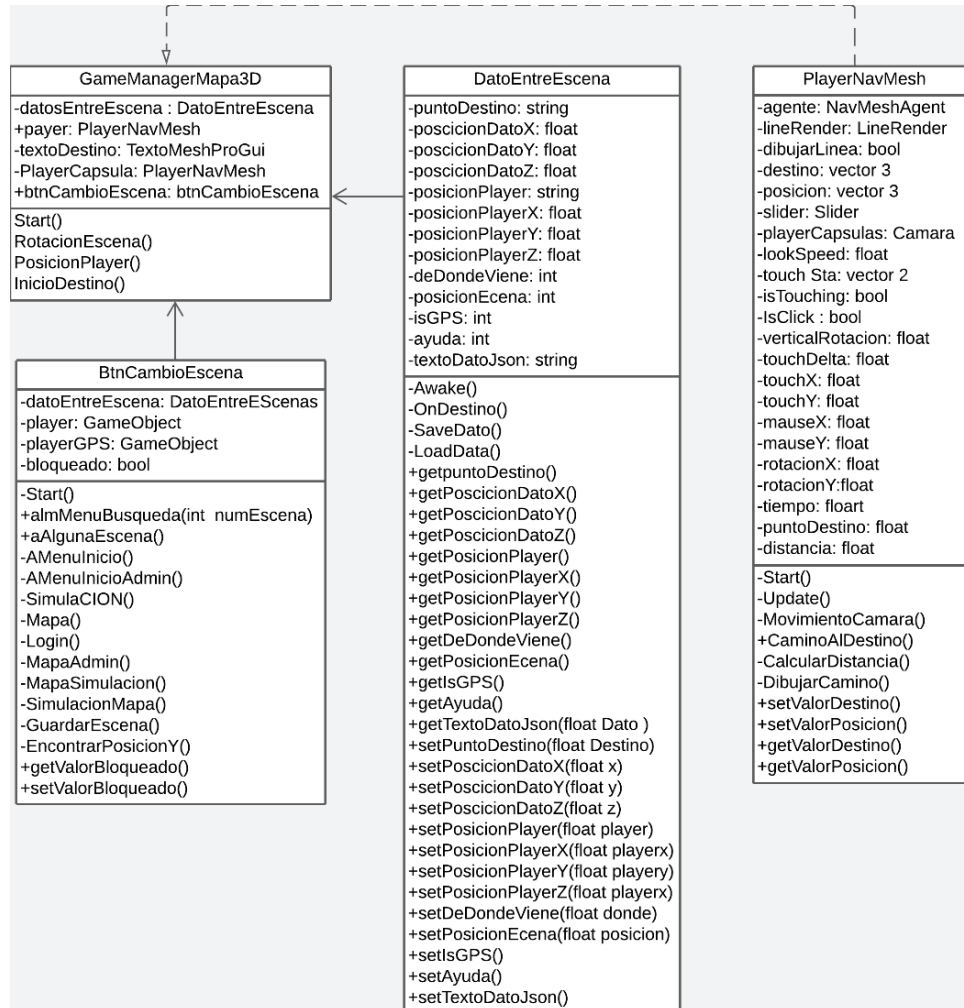 GameManagerMapa3D
-datosEntreEscena : DatoEntreEscena
+payer: PlayerNavMesh
-textoDestino: TextoMeshProGui
-PlayerCapsula: PlayerNavMesh
+btnCambioEscena: btnCambioEscena
Start()
RotacionEscena()
PosicionPlayer()
InicioDestino()
BtnCambioEscena
-datoEntreEscena: DatoEntreEScenas
-player: GameObject
-playerGPS: GameObject
-bloqueado: bool
-Start()
+almMenuBusqueda(int numEscena)
+aAlgunaEscena()
-AMenuInicio()
-AMenuInicioAdmin()
-SimulaCION()
-Mapa()
-Login()
-MapaAdmin()
-MapaSimulacion()
-SimulacionMapa()
-GuardarEscena()
-EncontrarPosicionY()
+getValorBloqueado()
+setValorBloqueado()
DatoEntreEscena
-puntoDestino: string
-poscicionDatoX: float
-poscicionDatoY: float
-poscicionDatoZ: float
-posicionPlayer: string
-posicionPlayerX: float
-posicionPlayerY: float
-posicionPlayerZ: float
-deDondeViene: int
-posicionEcena: int
-isGPS: int
-ayuda: int
-textoDatoJson: string
-Awake()
-OnDestino()
-SaveDato()
-LoadData()
+getpuntoDestino()
+getPoscicionDatoX()
+getPoscicionDatoY()
+getPoscicionDatoZ()
+getPosicionPlayer()
+getPosicionPlayerX()
+getPosicionPlayerY()
+getPosicionPlayerZ()
+getDeDondeViene()
+getPosicionEcena()
+getIsGPS()
+getAyuda()
+getTextoDatoJson(float Dato )
+setPuntoDestino(float Destino)
+setPoscicionDatoX(float x)
+setPoscicionDatoY(float y)
+setPoscicionDatoZ(float z)
+setPosicionPlayer(float player)
+setPosicionPlayerX(float playerx)
+setPosicionPlayerY(float playery)
+setPosicionPlayerZ(float playerx)
+setDeDondeViene(float donde)
+setPosicionEcena(float posicion)
+setIsGPS()
+setAyuda()
+setTextoDatoJson()
PlayerNavMesh
-agente: NavMeshAgent
-lineRender: LineRender
-dibujarLinea: bool
-destino: vector 3
-posicion: vector 3
-slider: Slider
-playerCapsulas: Camara
-lookSpeed: float
-touch Sta: vector 2
-isTouching: bool
-IsClick : bool
-verticalRotacion: float
-touchDelta: float
-touchX: float
-touchY: float
-mauseX: float
-mauseY: float
-rotacionX: float
-rotacionY:float
-tiempo: floart
-puntoDestino: float
-distancia: float
-Start()
-Update()
-MovimientoCamara()
+CaminoAlDestino()
-CalcularDistancia()
-DibujarCamino()
+setValorDestino()
+setValorPosicion()
+getValorDestino()
+getValorPosicion()